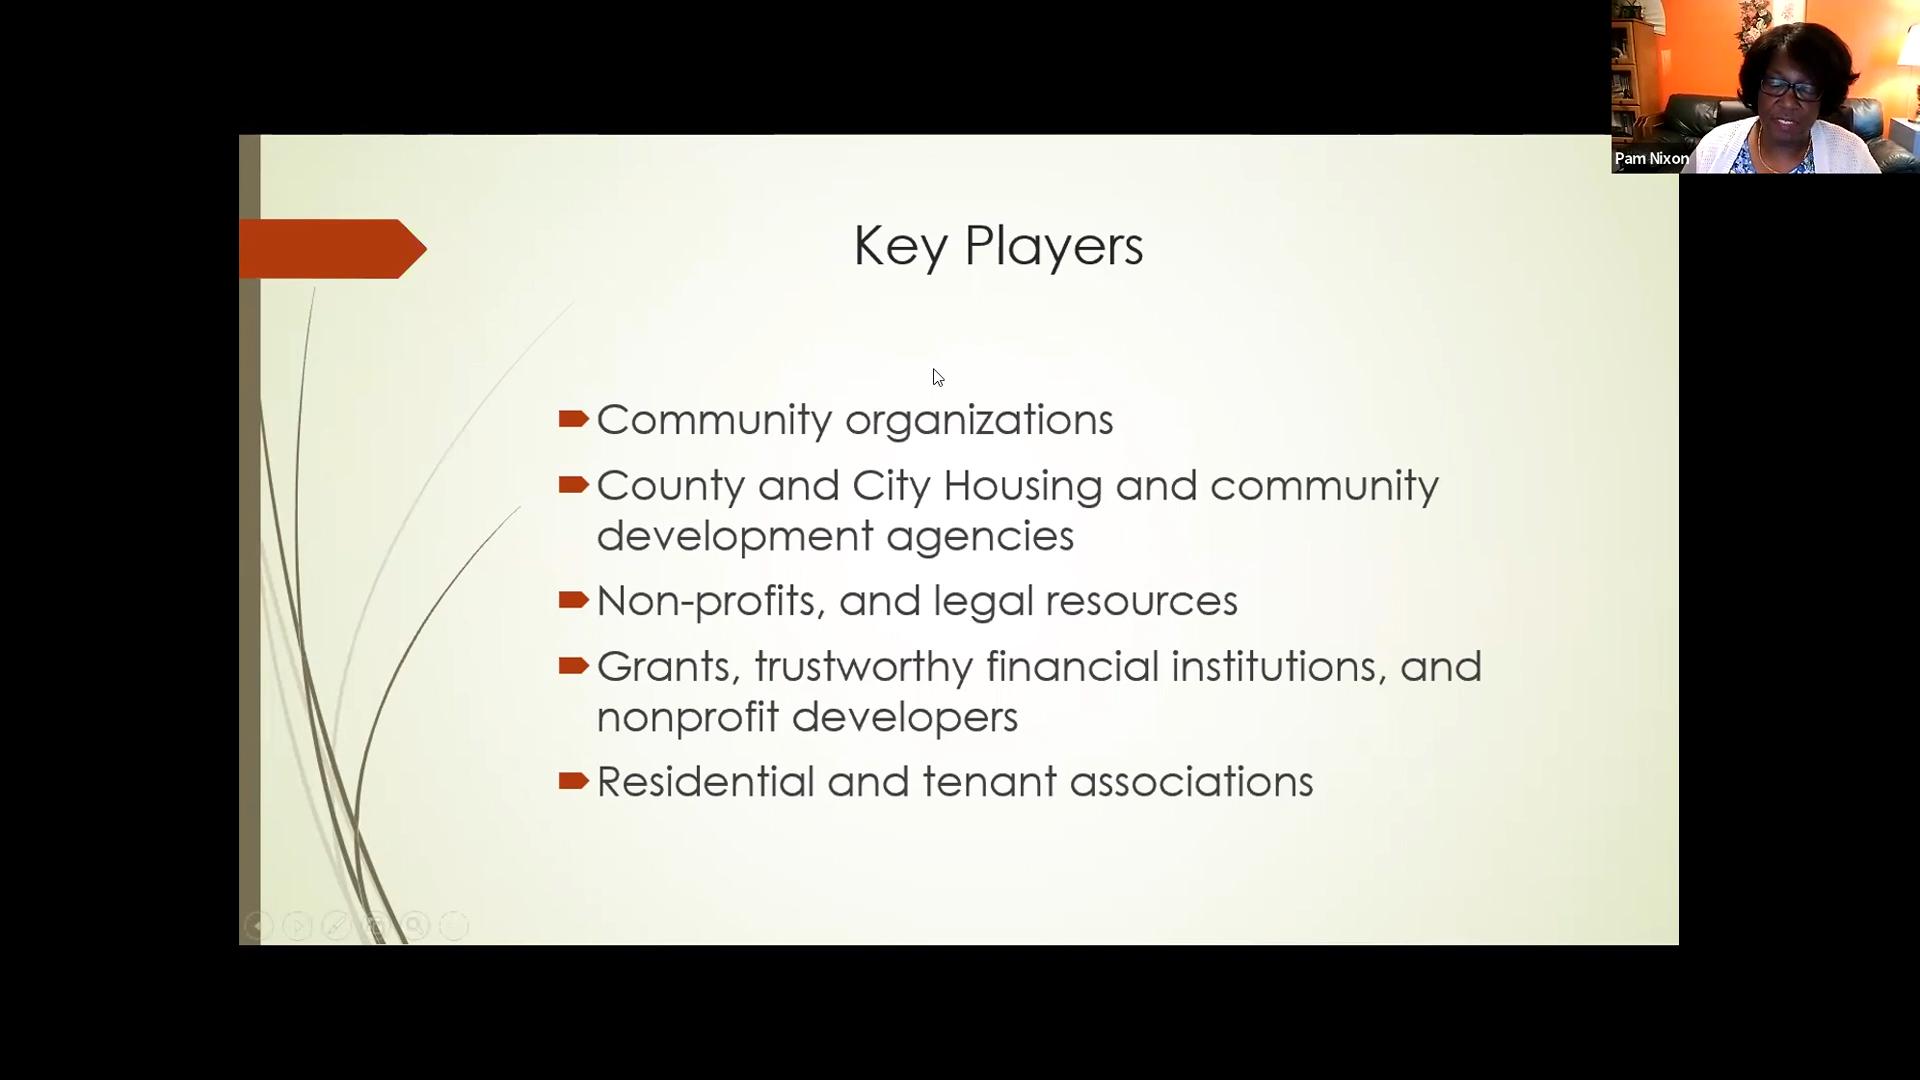 Pam Nixon
Key Players
Community organizations
County and City Housing and community
development agencies
Non-profits, and legal resources
Grants, trustworthy financial institutions, and
nonprofit developers
Residential and tenant associations